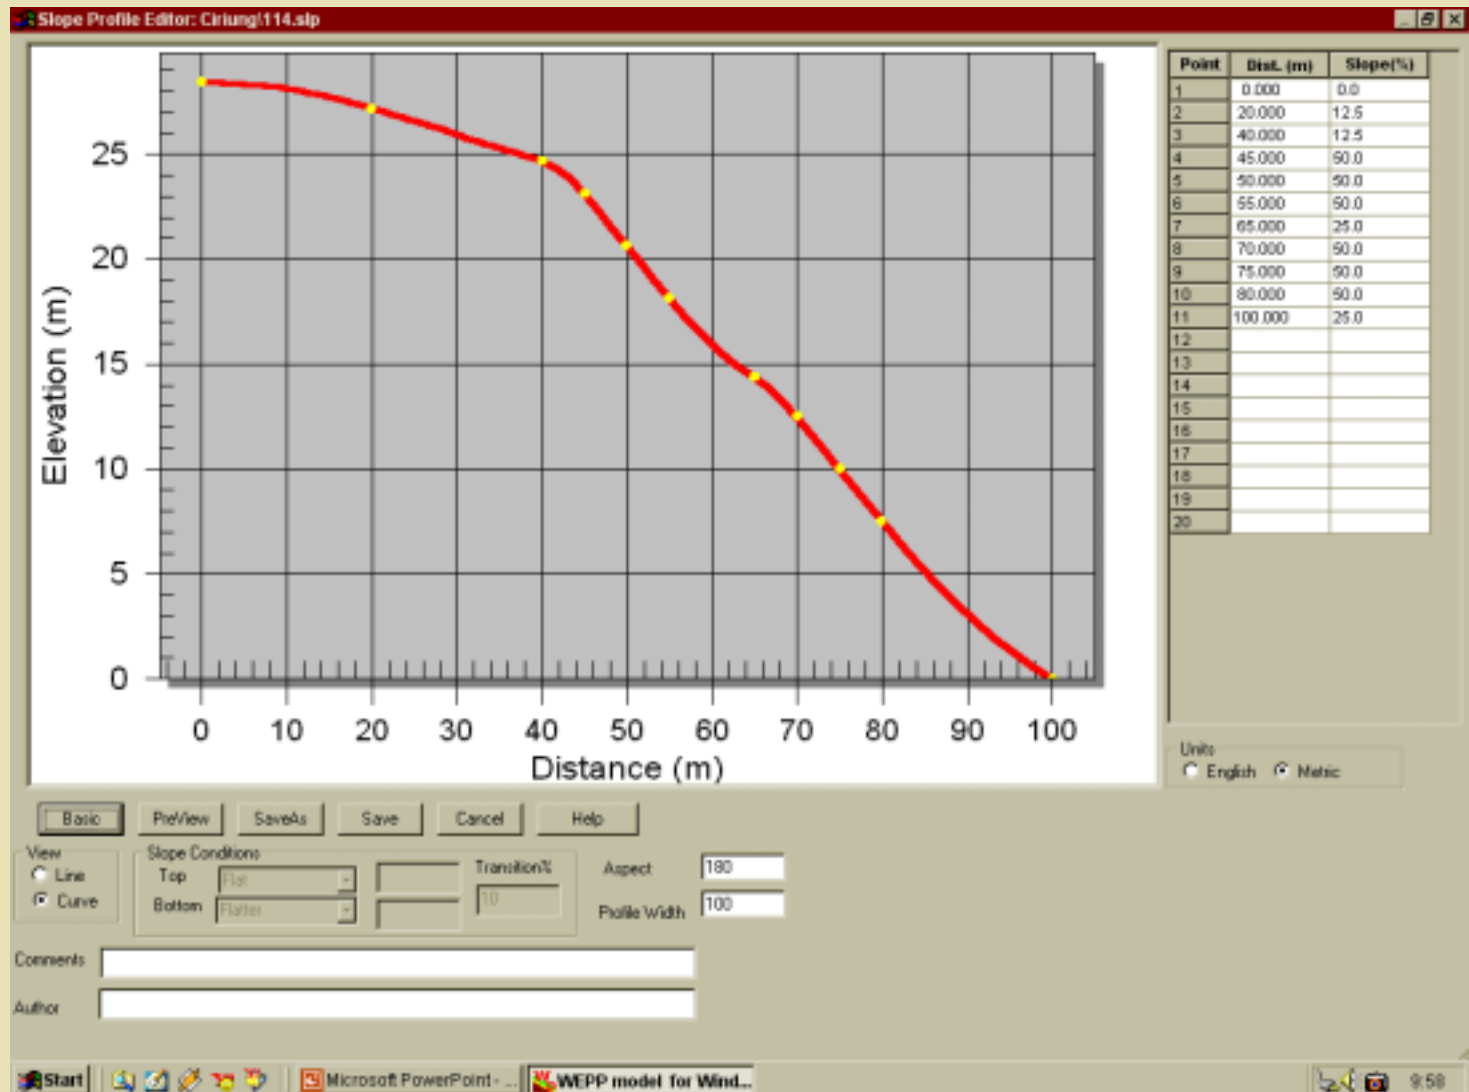 Slope Profile Editor: Ciriung\114.slp
25
20
15
10
5
0
Elevation (m)
0 10 20 30 40 50 60 70 80 90 100
Distance (m)
Point Dist. (m) Slope(%)
1 0.000 0.0
2 20.000 12.5
3 40.000 12.5
4 45.000 50.0
5 50.000 50.0
6 55.000 50.0
7 65.000 25.0
8 70.000 50.0
9 75.000 50.0
10 80.000 50.0
11 100.000 25.0
12
13
14
15
16
17
18
19
20
Units
English Metric
Basic PreView SaveAs Save Cancel Help
View
Line
Curve
Slope Conditions
Top Flat
Bottom Flatter
Transition%
10
Aspect 180
Profile Width 100
Comments
Author
Start Microsoft PowerPoint - ... WEPP model for Wind... 9:58